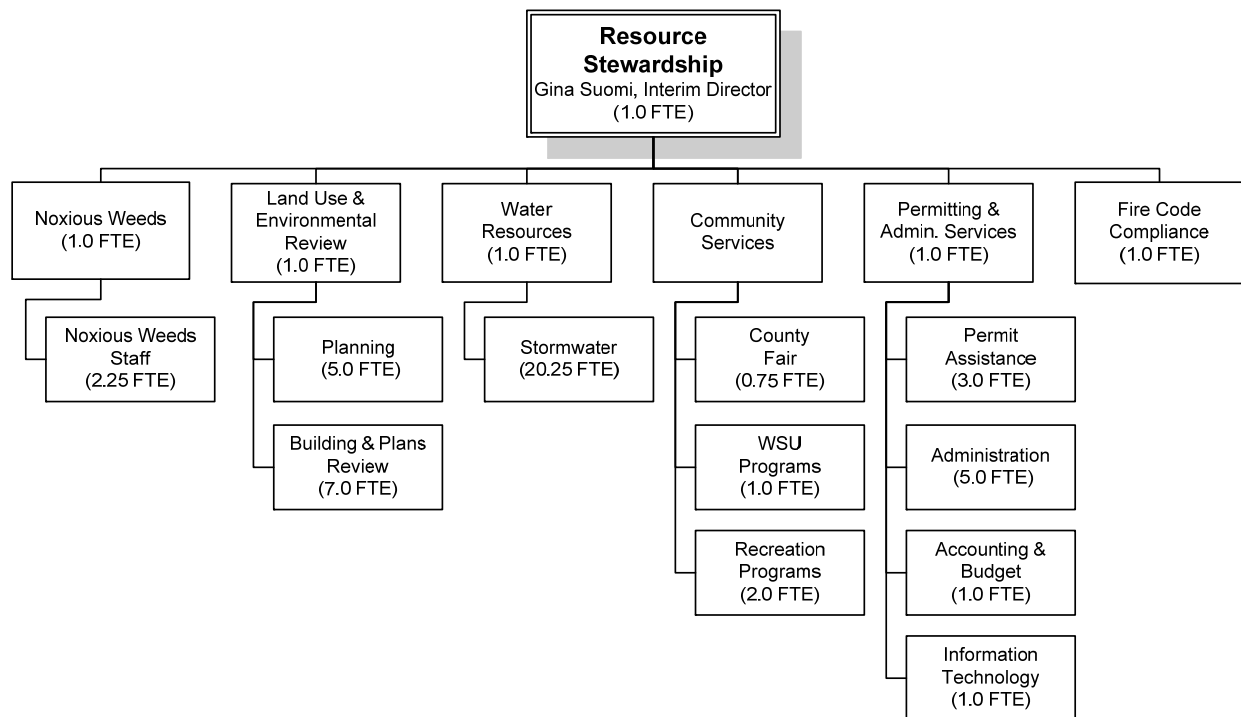 Resource
Stewardship
Gina Suomi, Interim Director
(1.0 FTE)
Noxious Weeds
(1.0 FTE)
Land Use &
Environmental
Review
(1.0 FTE)
Water
Resources
(1.0 FTE)
Community
Services
Permitting &
Admin. Services
(1.0 FTE)
Fire Code
Compliance
(1.0 FTE)
Noxious Weeds
Staff
(2.25 FTE)
Planning
(5.0 FTE)
Building & Plans
Review
(7.0 FTE)
Stormwater
(20.25 FTE)
County
Fair
(0.75 FTE)
WSU
Programs
(1.0 FTE)
Recreation
Programs
(2.0 FTE)
Permit
Assistance
(3.0 FTE)
Administration
(5.0 FTE)
Accounting &
Budget
(1.0 FTE)
Information
Technology
(1.0 FTE)